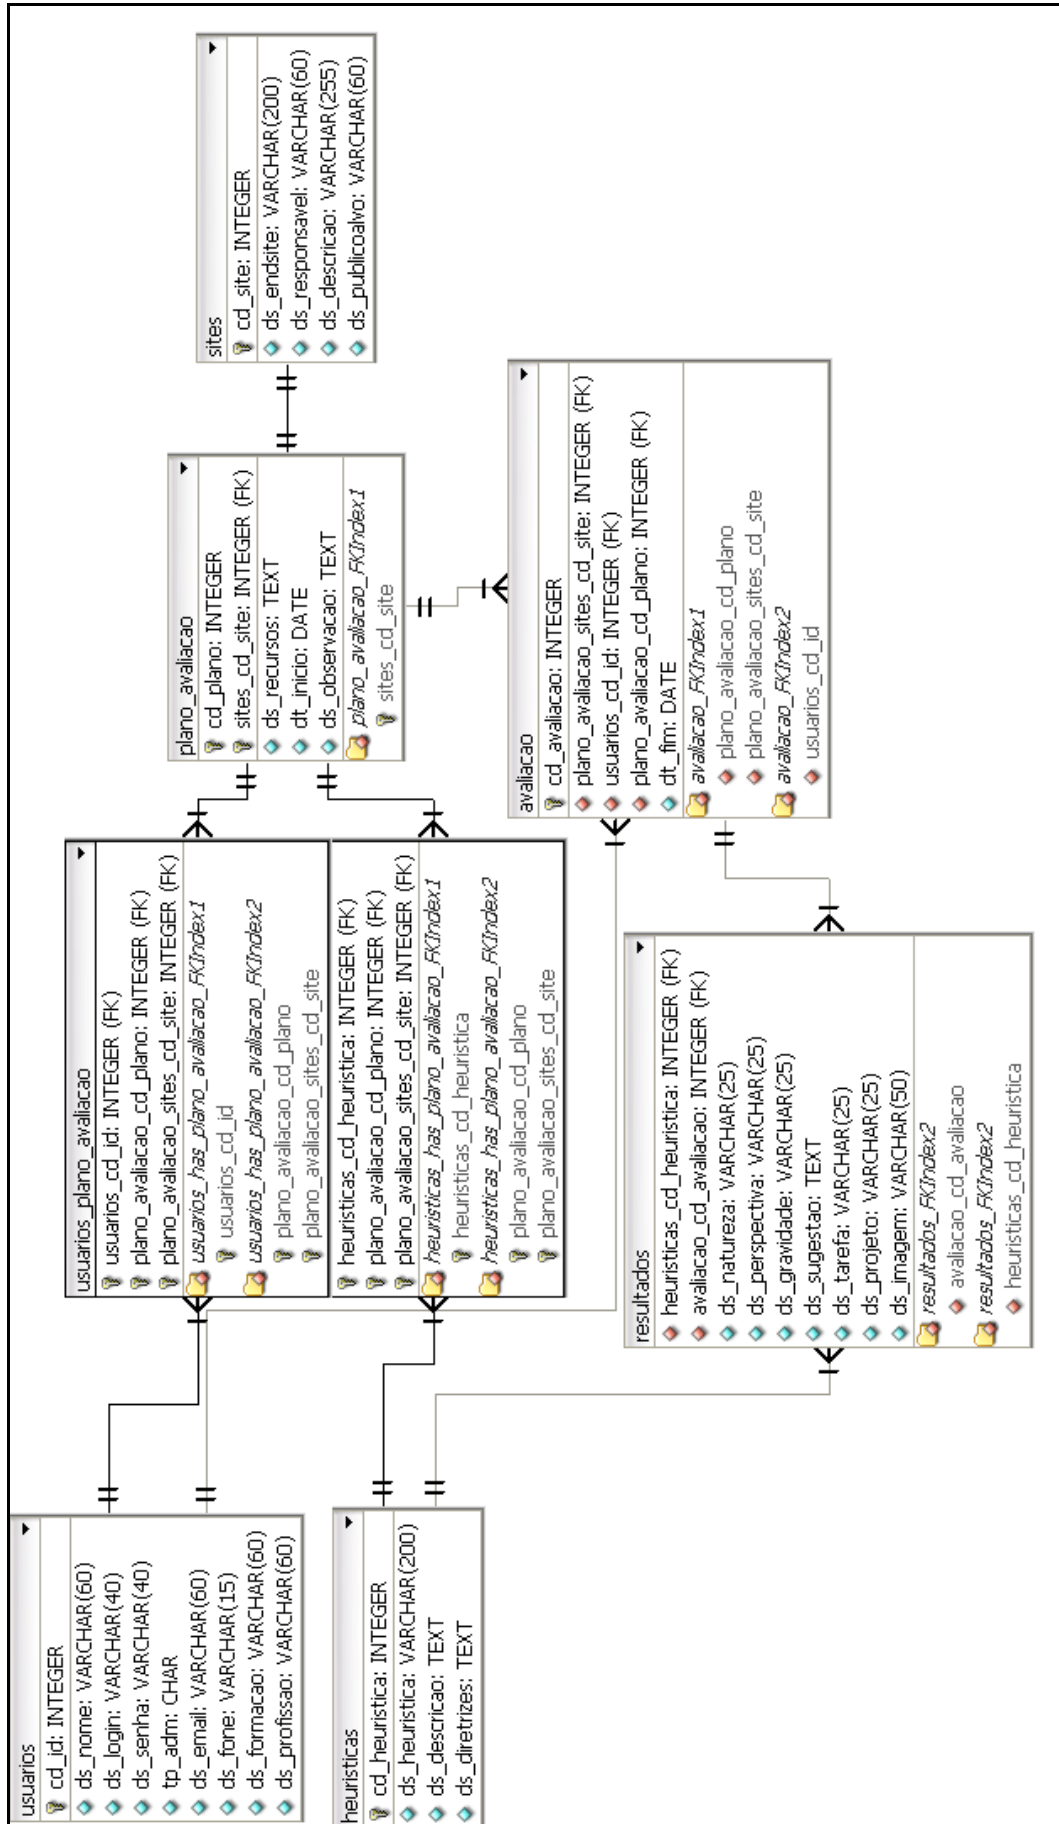 usuarios
cd_id: INTEGER
ds_nome: VARCHAR(60)
ds_login: VARCHAR(40)
ds_senha: VARCHAR(40)
tp_adm: CHAR
ds_email: VARCHAR(60)
ds_fone: VARCHAR(15)
ds_formacao: VARCHAR(60)
ds_profissao: VARCHAR(60)
heuristicas
cd_heuristica: INTEGER
ds_heuristica: VARCHAR(200)
ds_descricao: TEXT
ds_diretrizes: TEXT
usuarios_plano_avaliacao
usuarios_cd_id: INTEGER (FK)
plano_avaliacao_cd_plano: INTEGER (FK)
plano_avaliacao_sites_cd_site: INTEGER (FK)
usuarios_has_plano_avaliacao_FKIndex1
usuarios_cd_id
usuarios_has_plano_avaliacao_FKIndex2
plano_avaliacao_cd_plano
plano_avaliacao_sites_cd_site
heuristicas_cd_heuristica: INTEGER (FK)
plano_avaliacao_cd_plano: INTEGER (FK)
plano_avaliacao_sites_cd_site: INTEGER (FK)
heuristicas_has_plano_avaliacao_FKIndex1
heuristicas_cd_heuristica
heuristicas_has_plano_avaliacao_FKIndex2
plano_avaliacao_cd_plano
plano_avaliacao_sites_cd_site
resultados
heuristicas_cd_heuristica: INTEGER (FK)
avaliacao_cd_avaliacao: INTEGER (FK)
ds_natureza: VARCHAR(25)
ds_perspectiva: VARCHAR(25)
ds_gravidade: VARCHAR(25)
ds_sugestao: TEXT
ds_tarefa: VARCHAR(25)
ds_projeto: VARCHAR(25)
ds_imagem: VARCHAR(50)
resultados_FKIndex2
avaliacao_cd_avaliacao
resultados_FKIndex2
heuristicas_cd_heuristica
plano_avaliacao
cd_plano: INTEGER
sites_cd_site: INTEGER (FK)
ds_recursos: TEXT
dt_inicio: DATE
ds_observacao: TEXT
plano_avaliacao_FKIndex1
sites_cd_site
avaliacao
cd_avaliacao: INTEGER
plano_avaliacao_sites_cd_site: INTEGER (FK)
usuarios_cd_id: INTEGER (FK)
plano_avaliacao_cd_plano: INTEGER (FK)
dt_fim: DATE
avaliacao_FKIndex1
plano_avaliacao_cd_plano
plano_avaliacao_sites_cd_site
avaliacao_FKIndex2
usuarios_cd_id
sites
cd_site: INTEGER
ds_endsite: VARCHAR(200)
ds_responsavel: VARCHAR(60)
ds_descricao: VARCHAR(255)
ds_publicoalvo: VARCHAR(60)